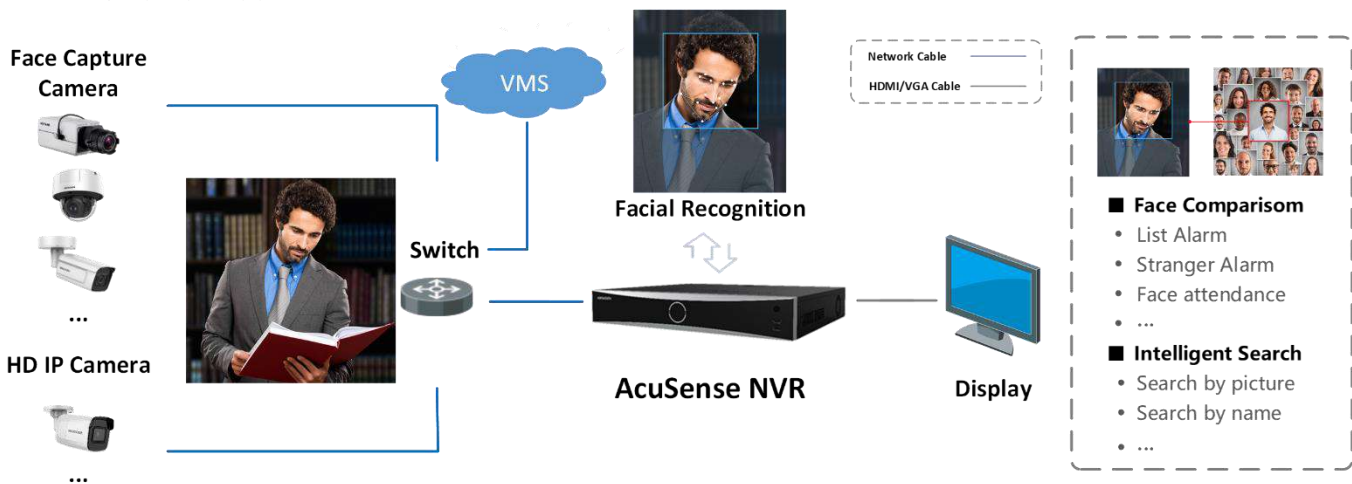 Face Capture
Camera
...
HD IP Camera
...
Switch
VMS
Facial Recognition
AcuSense NVR
Display
Network Cable
HDMI/VGA Cable
■ Face Comparisom
• List Alarm
• Stranger Alarm
• Face attendance
• ...
■ Intelligent Search
• Search by picture
• Search by name
• ...